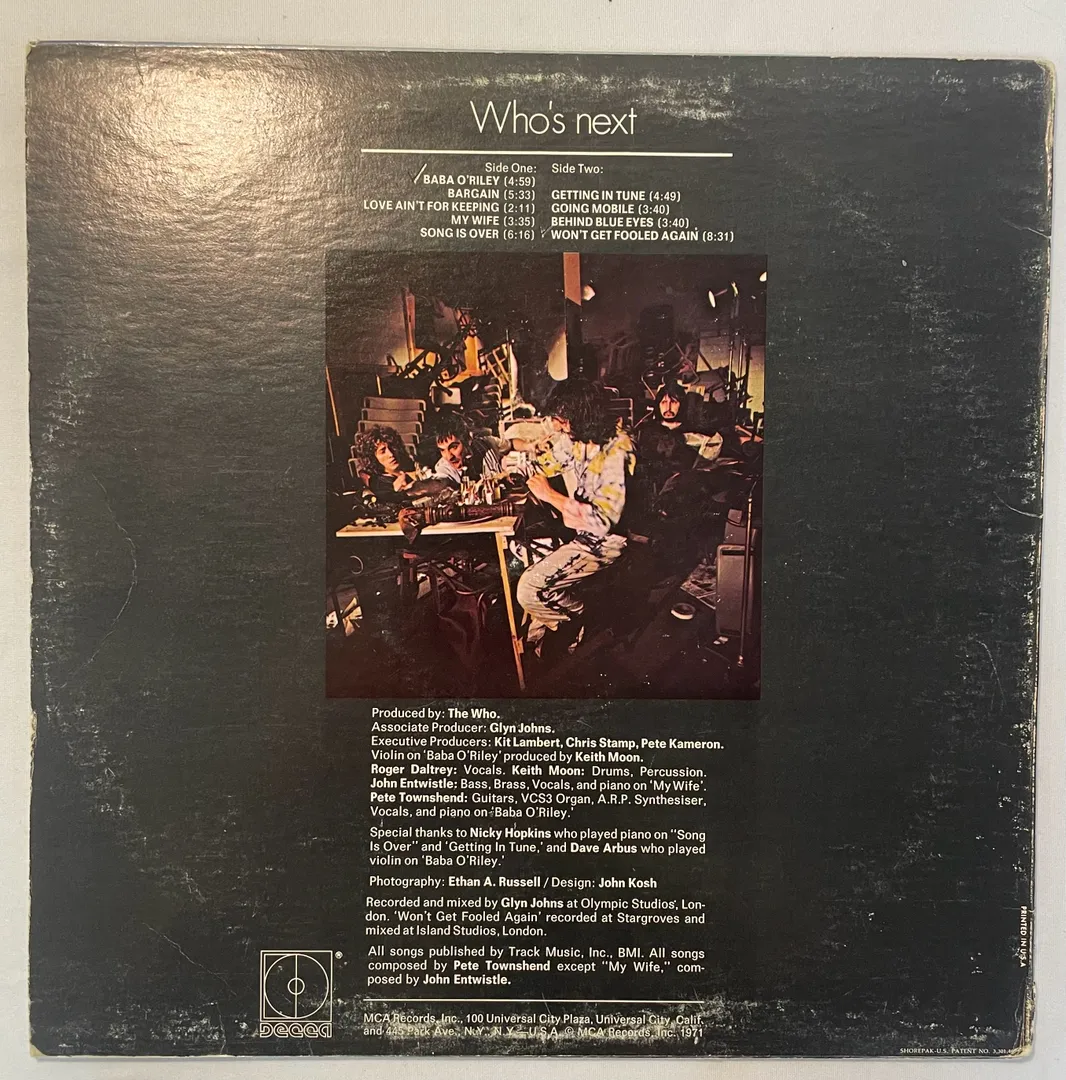 Who's next
Side One: Side Two:
BABA O'RILEY (4:59)
BARGAIN (5:33) GETTING IN TUNE (4:49)
LOVE AIN'T FOR KEEPING (2:11) GOING MOBILE (3:40)
MY WIFE (3:35) BEHIND BLUE EYES (3:40)
SONG IS OVER (6:16) WON'T GET FOOLED AGAIN (8:31)
Produced by: The Who.
Associate Producer: Glyn Johns.
Executive Producers: Kit Lambert, Chris Stamp, Pete Kameron.
Violin on 'Baba O'Riley' produced by Keith Moon.
Roger Daltrey: Vocals. Keith Moon: Drums, Percussion.
John Entwistle: Bass, Brass, Vocals, and piano on 'My Wife'.
Pete Townshend: Guitars, VCS3 Organ, A.R.P. Synthesiser,
Vocals, and piano on 'Baba O'Riley.'
Special thanks to Nicky Hopkins who played piano on "Song
Is Over" and 'Getting In Tune,' and Dave Arbus who played
violin on 'Baba O'Riley.'
Photography: Ethan A. Russell / Design: John Kosh
Recorded and mixed by Glyn Johns at Olympic Studios, Lon-
don. 'Won't Get Fooled Again' recorded at Stargroves and
mixed at Island Studios, London.
All songs published by Track Music, Inc., BMI. All songs
composed by Pete Townshend except "My Wife," com-
posed by John Entwistle.
®
DECCA
MCA Records, Inc., 100 Universal City Plaza, Universal City, Calif.
and 445 Park Ave., N.Y., N.Y.—U.S.A. © MCA Records, Inc. 1971
PRINTED IN U.S.A
SHOREPAK-U.S. PATENT NO.